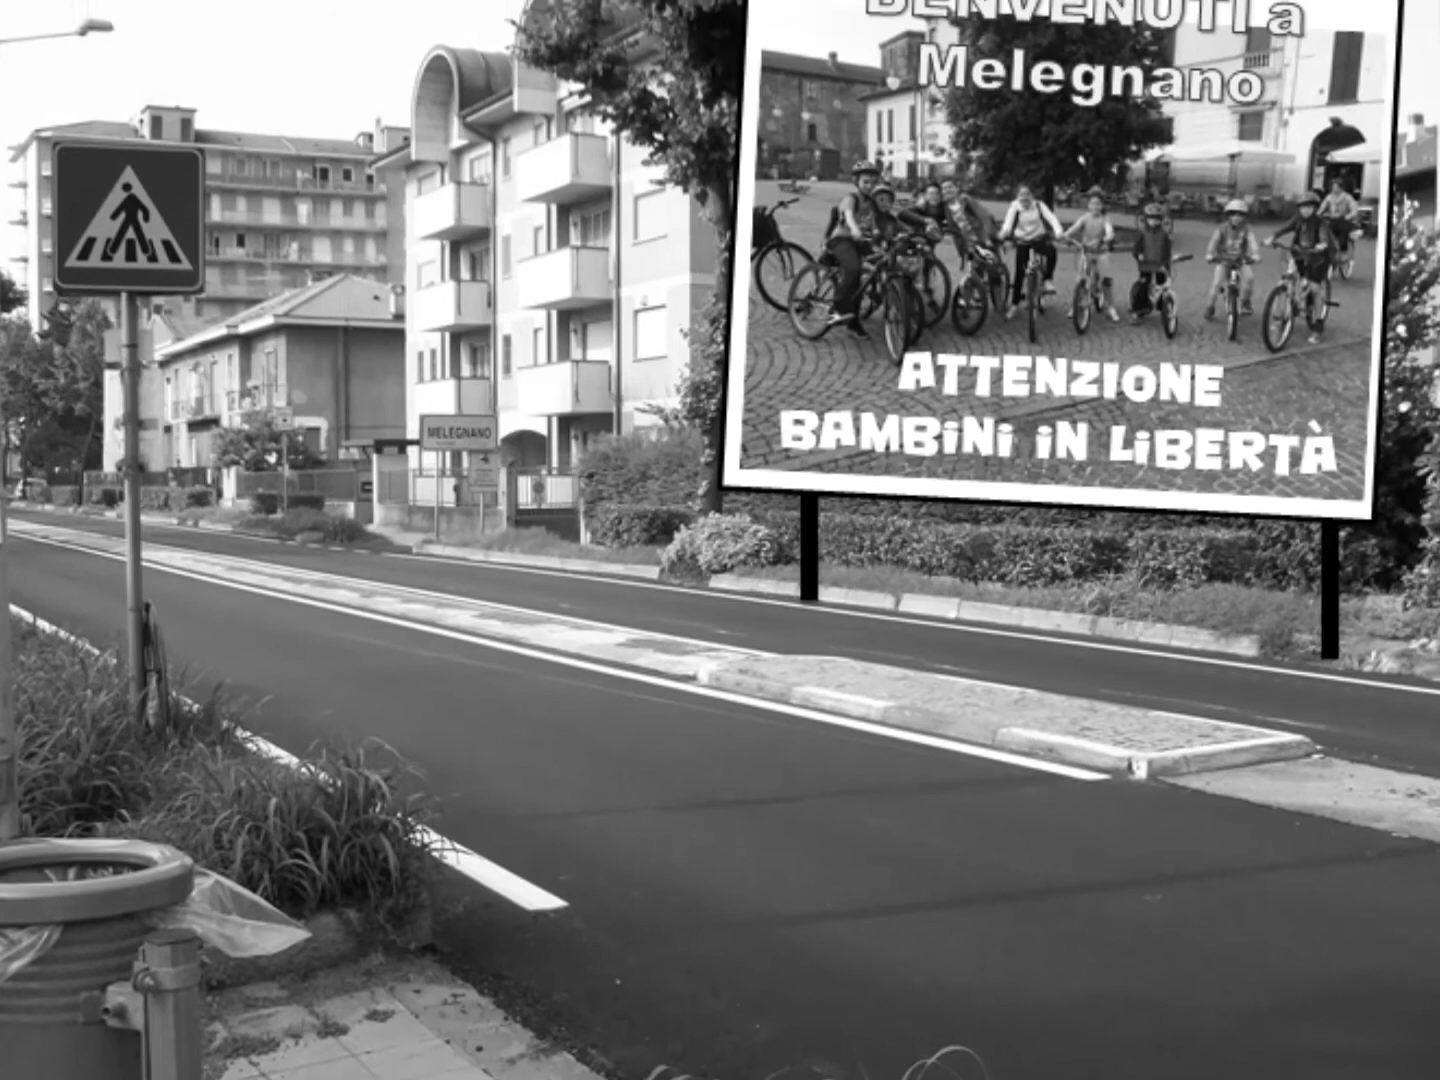 BENVENUTI a
Melegnano
ATTENZIONE
BAMBiNi iN LiBERTÀ
MELEGNANO